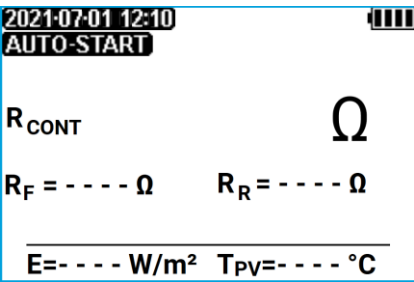 2021-07-01 12:10
AUTO-START
RCONT Ω
RF = - - - - Ω RR = - - - - Ω
E=- - - - W/m² TPV=- - - - °C